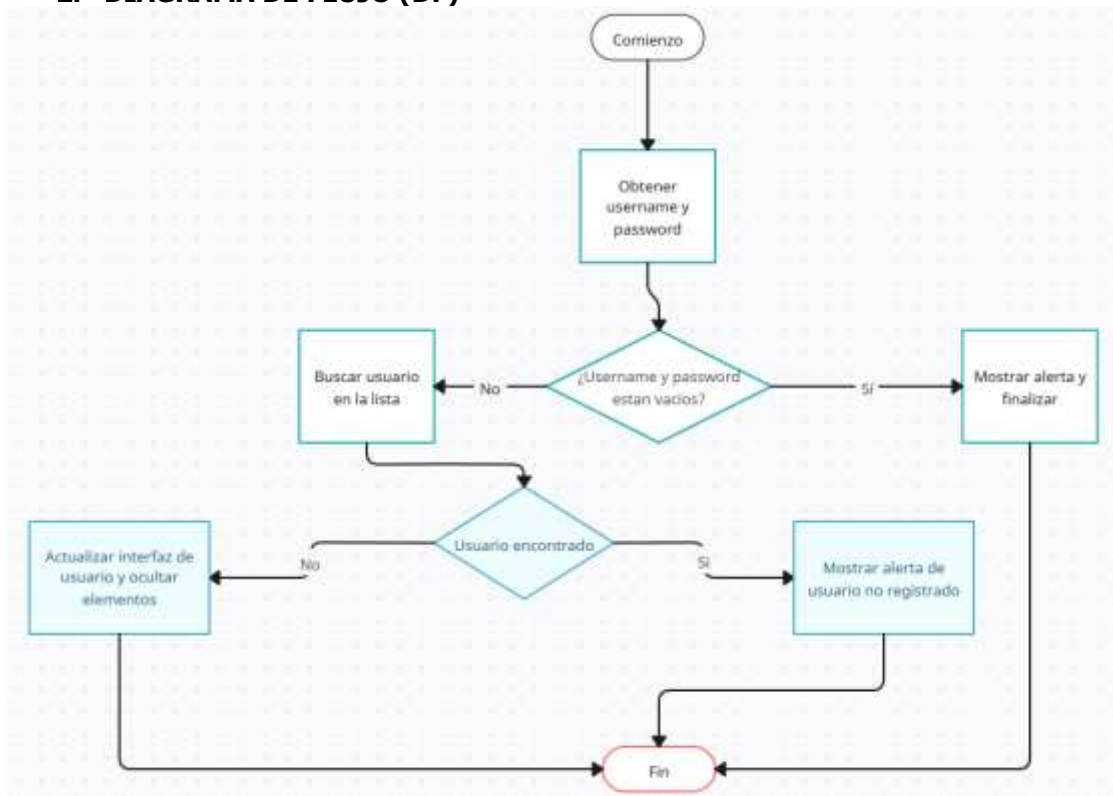 Comienzo
Obtener
username y
password
¿Username y password
estan vacios?
No
Sí
Buscar usuario
en la lista
Mostrar alerta y
finalizar
Usuario encontrado
No
Sí
Actualizar interfaz de
usuario y ocultar
elementos
Mostrar alerta de
usuario no registrado
Fin